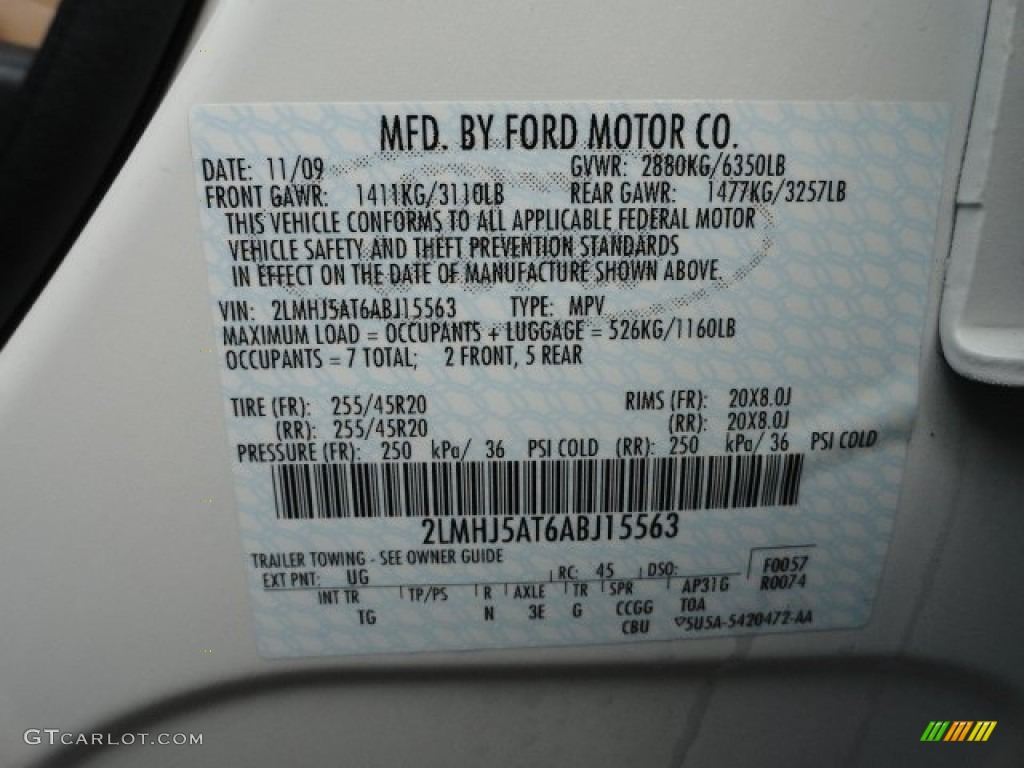 MFD. BY FORD MOTOR CO.
DATE: 11/09 GVWR: 2880KG/6350LB
FRONT GAWR: 1411KG/3110LB REAR GAWR: 1477KG/3257LB
THIS VEHICLE CONFORMS TO ALL APPLICABLE FEDERAL MOTOR
VEHICLE SAFETY AND THEFT PREVENTION STANDARDS
IN EFFECT ON THE DATE OF MANUFACTURE SHOWN ABOVE.
VIN: 2LMHJ5AT6ABJ15563 TYPE: MPV
MAXIMUM LOAD = OCCUPANTS + LUGGAGE = 526KG/1160LB
OCCUPANTS = 7 TOTAL; 2 FRONT, 5 REAR
TIRE (FR): 255/45R20 RIMS (FR): 20X8.0J
(RR): 255/45R20 (RR): 20X8.0J
PRESSURE (FR): 250 kPa/ 36 PSI COLD (RR): 250 kPa/ 36 PSI COLD
2LMHJ5AT6ABJ15563
TRAILER TOWING - SEE OWNER GUIDE
EXT PNT: UG RC: 45 DSO: F0057
INT TR TP/PS R AXLE TR SPR AP31G R0074
TG N 3E G CCGG TOA
CBU ▽5U5A-5420472-AA
GTCARLOT.COM